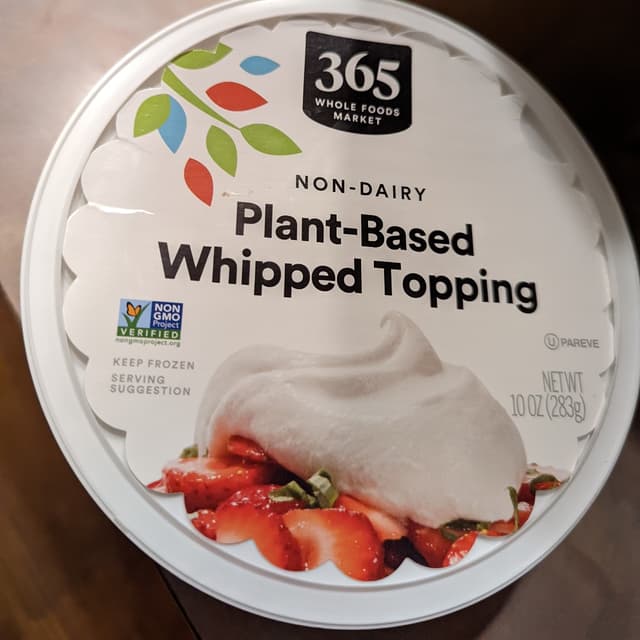 365
WHOLE FOODS
MARKET
NON-DAIRY
Plant-Based
Whipped Topping
NON
GMO
Project
VERIFIED
nongmoproject.org
KEEP FROZEN
SERVING
SUGGESTION
U PAREVE
NET WT
10 OZ (283g)